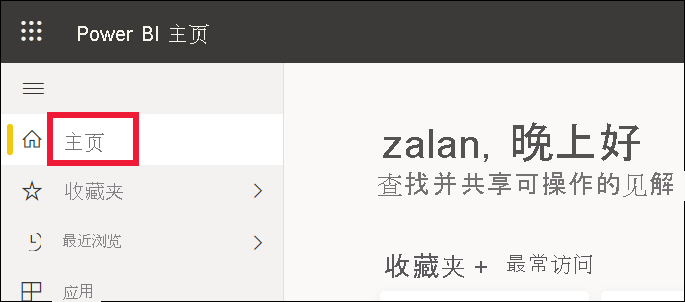 Power BI 主页
主页
收藏夹
最近浏览
应用
zalan, 晚上好
查找并共享可操作的见解
收藏夹 + 最常访问